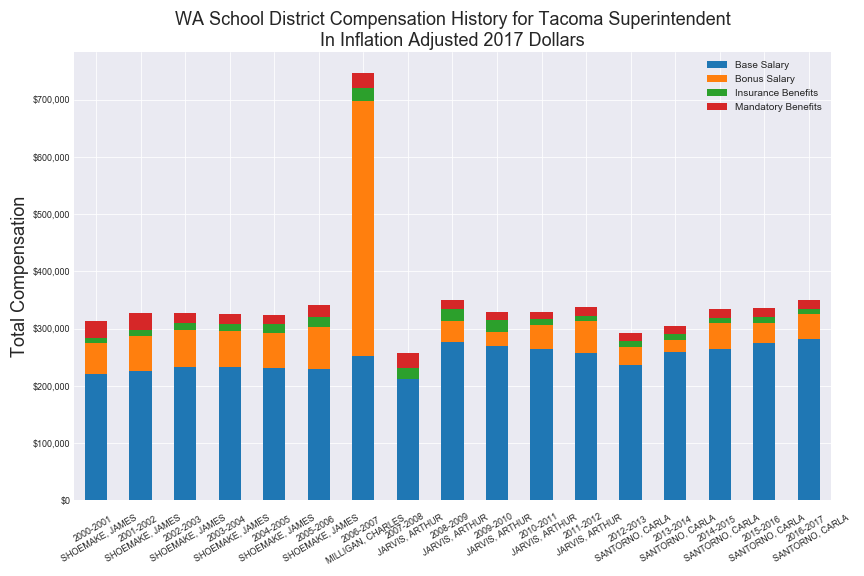 WA School District Compensation History for Tacoma Superintendent
In Inflation Adjusted 2017 Dollars
Base Salary
Bonus Salary
Insurance Benefits
Mandatory Benefits
Total Compensation
$700,000
$600,000
$500,000
$400,000
$300,000
$200,000
$100,000
$0
2000-2001
SHOEMAKE, JAMES
2001-2002
SHOEMAKE, JAMES
2002-2003
SHOEMAKE, JAMES
2003-2004
SHOEMAKE, JAMES
2004-2005
SHOEMAKE, JAMES
2005-2006
SHOEMAKE, JAMES
2006-2007
MILLIGAN, CHARLES
2007-2008
JARVIS, ARTHUR
2008-2009
JARVIS, ARTHUR
2009-2010
JARVIS, ARTHUR
2010-2011
JARVIS, ARTHUR
2011-2012
JARVIS, ARTHUR
2012-2013
SANTORNO, CARLA
2013-2014
SANTORNO, CARLA
2014-2015
SANTORNO, CARLA
2015-2016
SANTORNO, CARLA
2016-2017
SANTORNO, CARLA